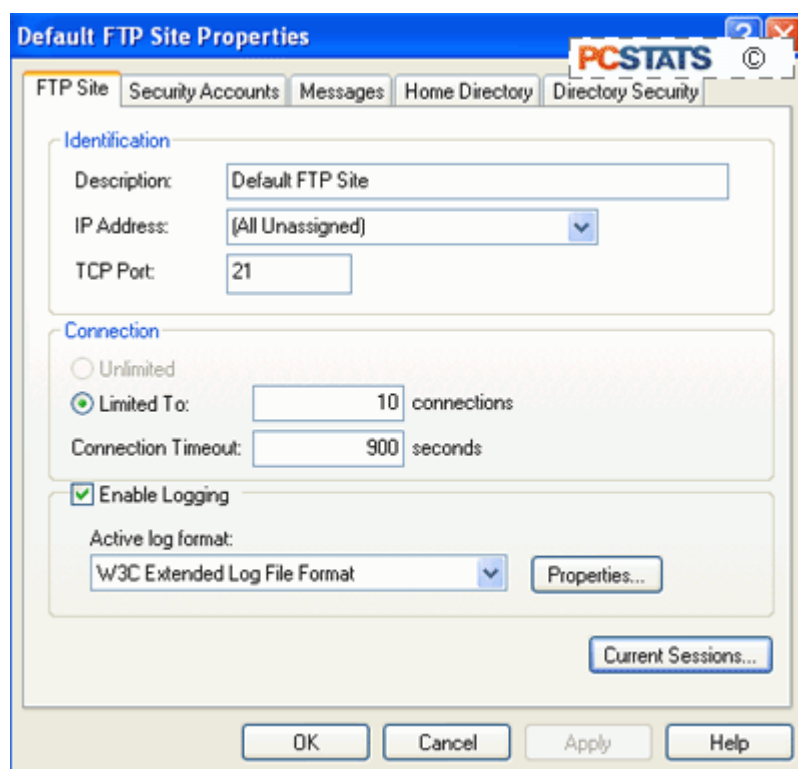 Default FTP Site Properties
PCSTATS ©
FTP Site Security Accounts Messages Home Directory Directory Security
Identification
Description: Default FTP Site
IP Address: (All Unassigned)
TCP Port: 21
Connection
Unlimited
Limited To: 10 connections
Connection Timeout: 900 seconds
Enable Logging
Active log format:
W3C Extended Log File Format Properties...
Current Sessions...
OK Cancel Apply Help